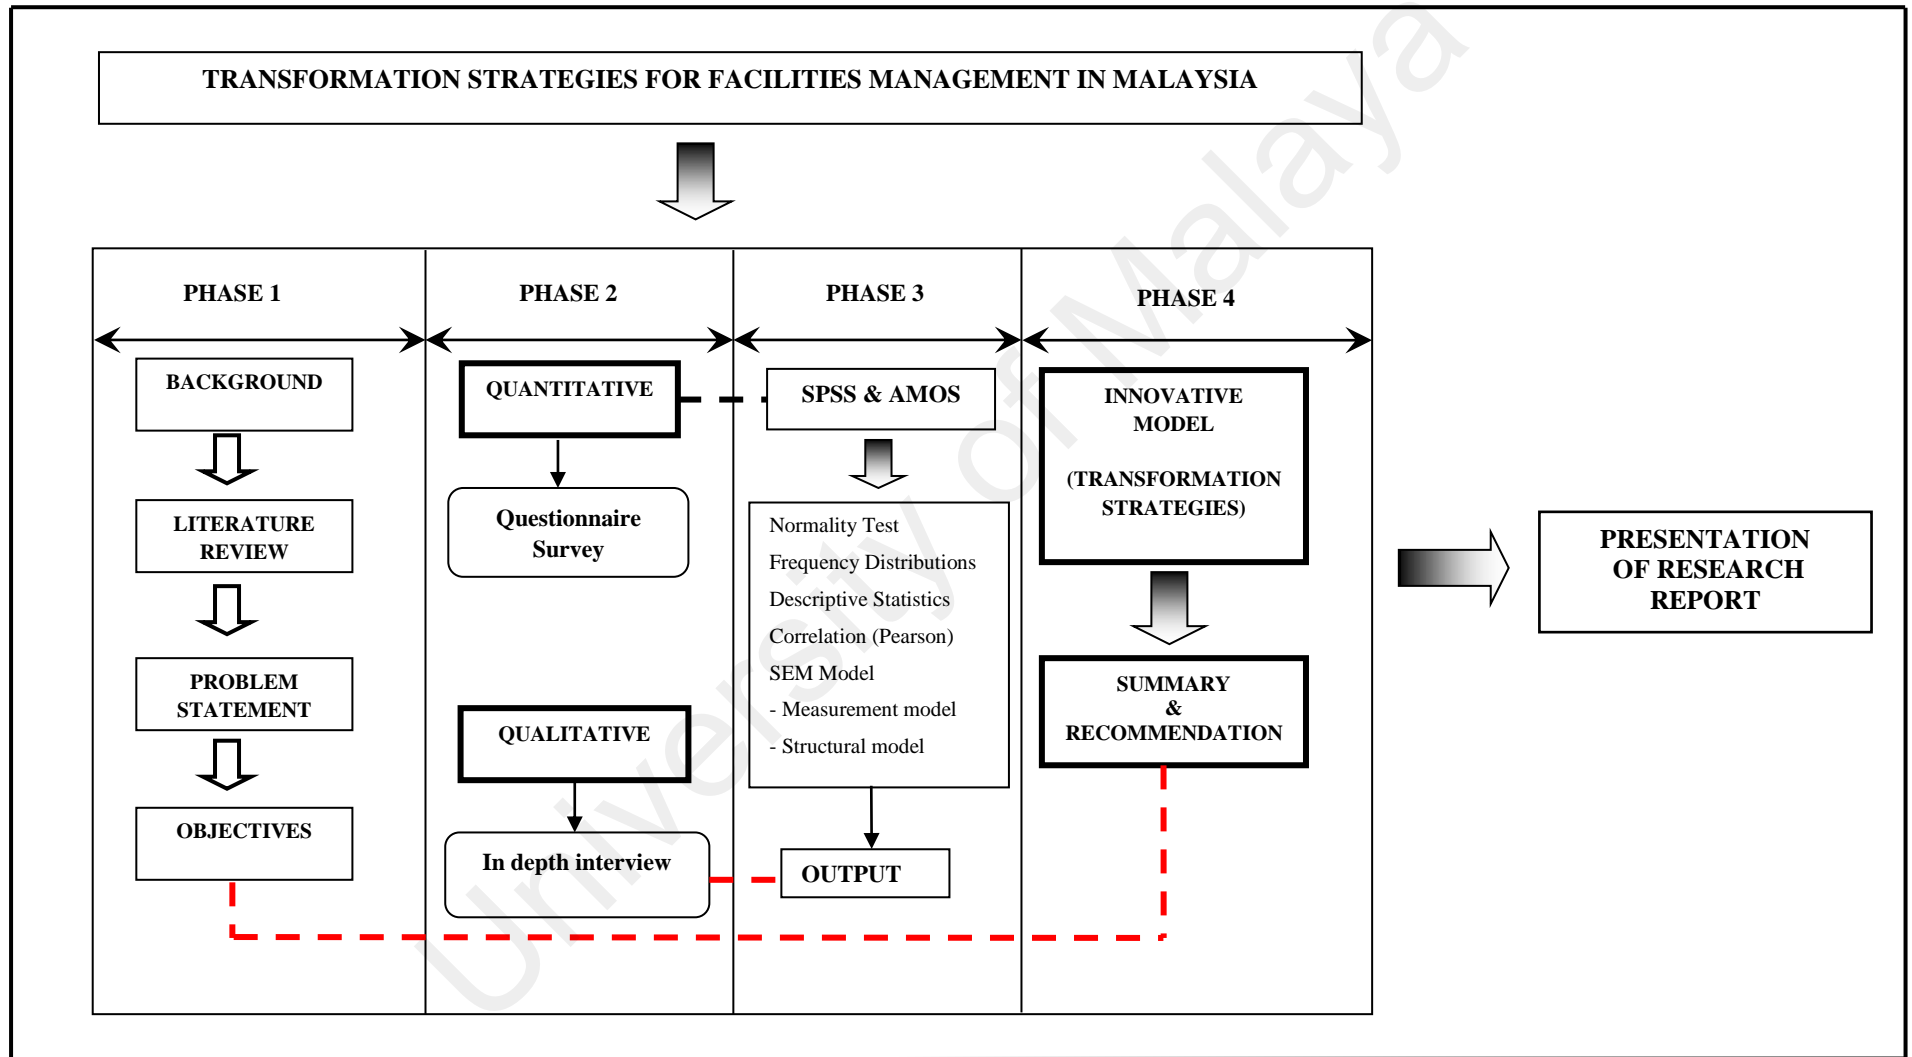 TRANSFORMATION STRATEGIES FOR FACILITIES MANAGEMENT IN MALAYSIA
PHASE 1
BACKGROUND
LITERATURE
REVIEW
PROBLEM
STATEMENT
OBJECTIVES
PHASE 2
QUANTITATIVE
Questionnaire
Survey
QUALITATIVE
In depth interview
PHASE 3
SPSS & AMOS
Normality Test
Frequency Distributions
Descriptive Statistics
Correlation (Pearson)
SEM Model
- Measurement model
- Structural model
OUTPUT
PHASE 4
INNOVATIVE
MODEL
(TRANSFORMATION
STRATEGIES)
SUMMARY
&
RECOMMENDATION
PRESENTATION
OF RESEARCH
REPORT
University of Malaya